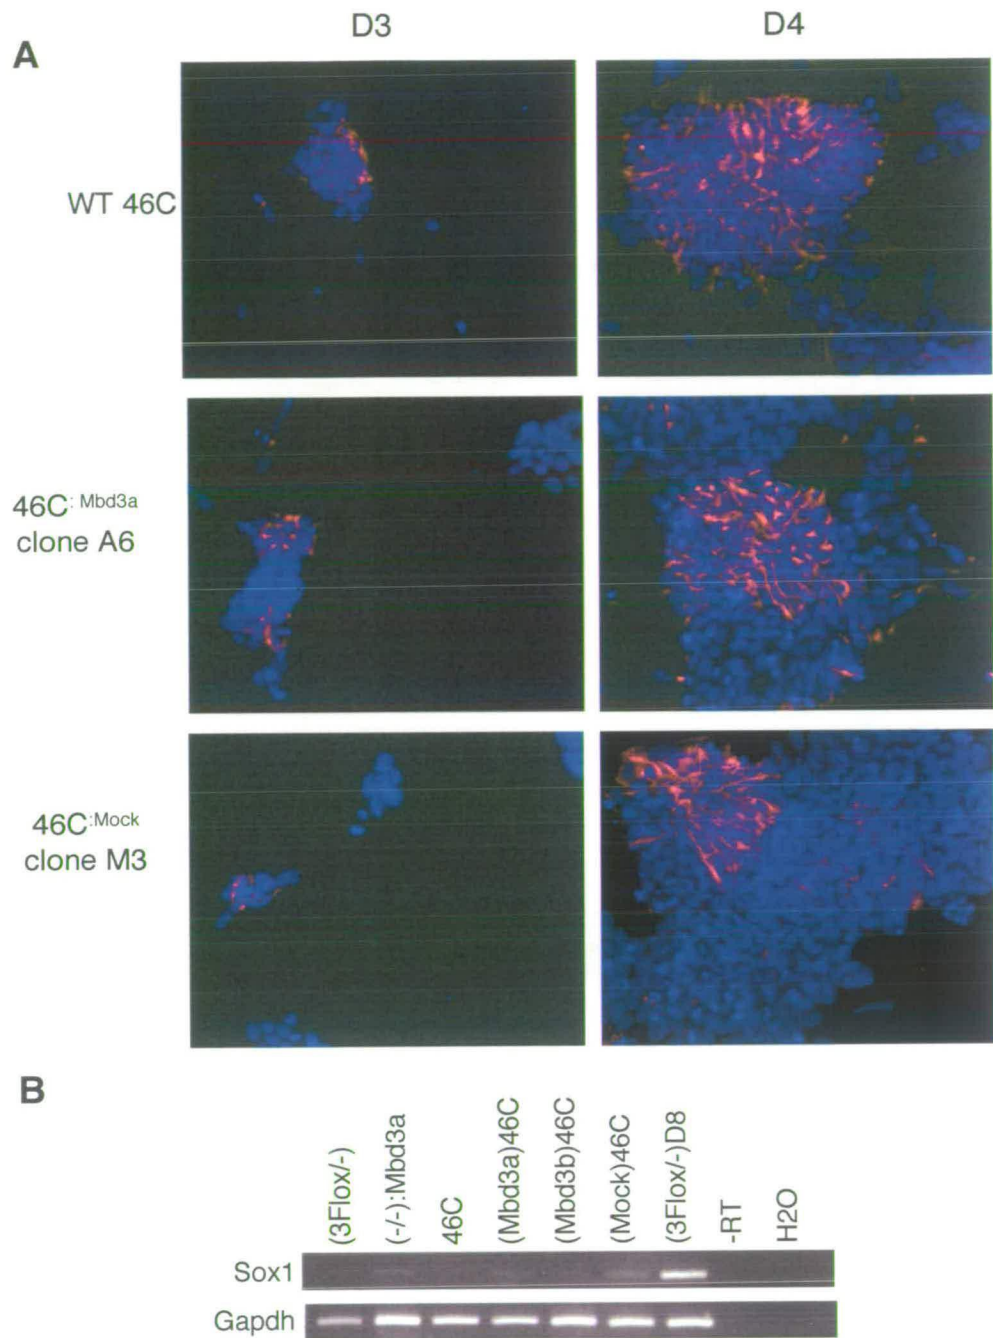 D3 D4
A
WT 46C
46C:Mbd3a
clone A6
46C:Mock
clone M3
B
(3Flox/-)
(-/-):Mbd3a
46C
(Mbd3a)46C
(Mbd3b)46C
(Mock)46C
(3Flox/-)D8
-RT
H2O
Sox1
Gapdh